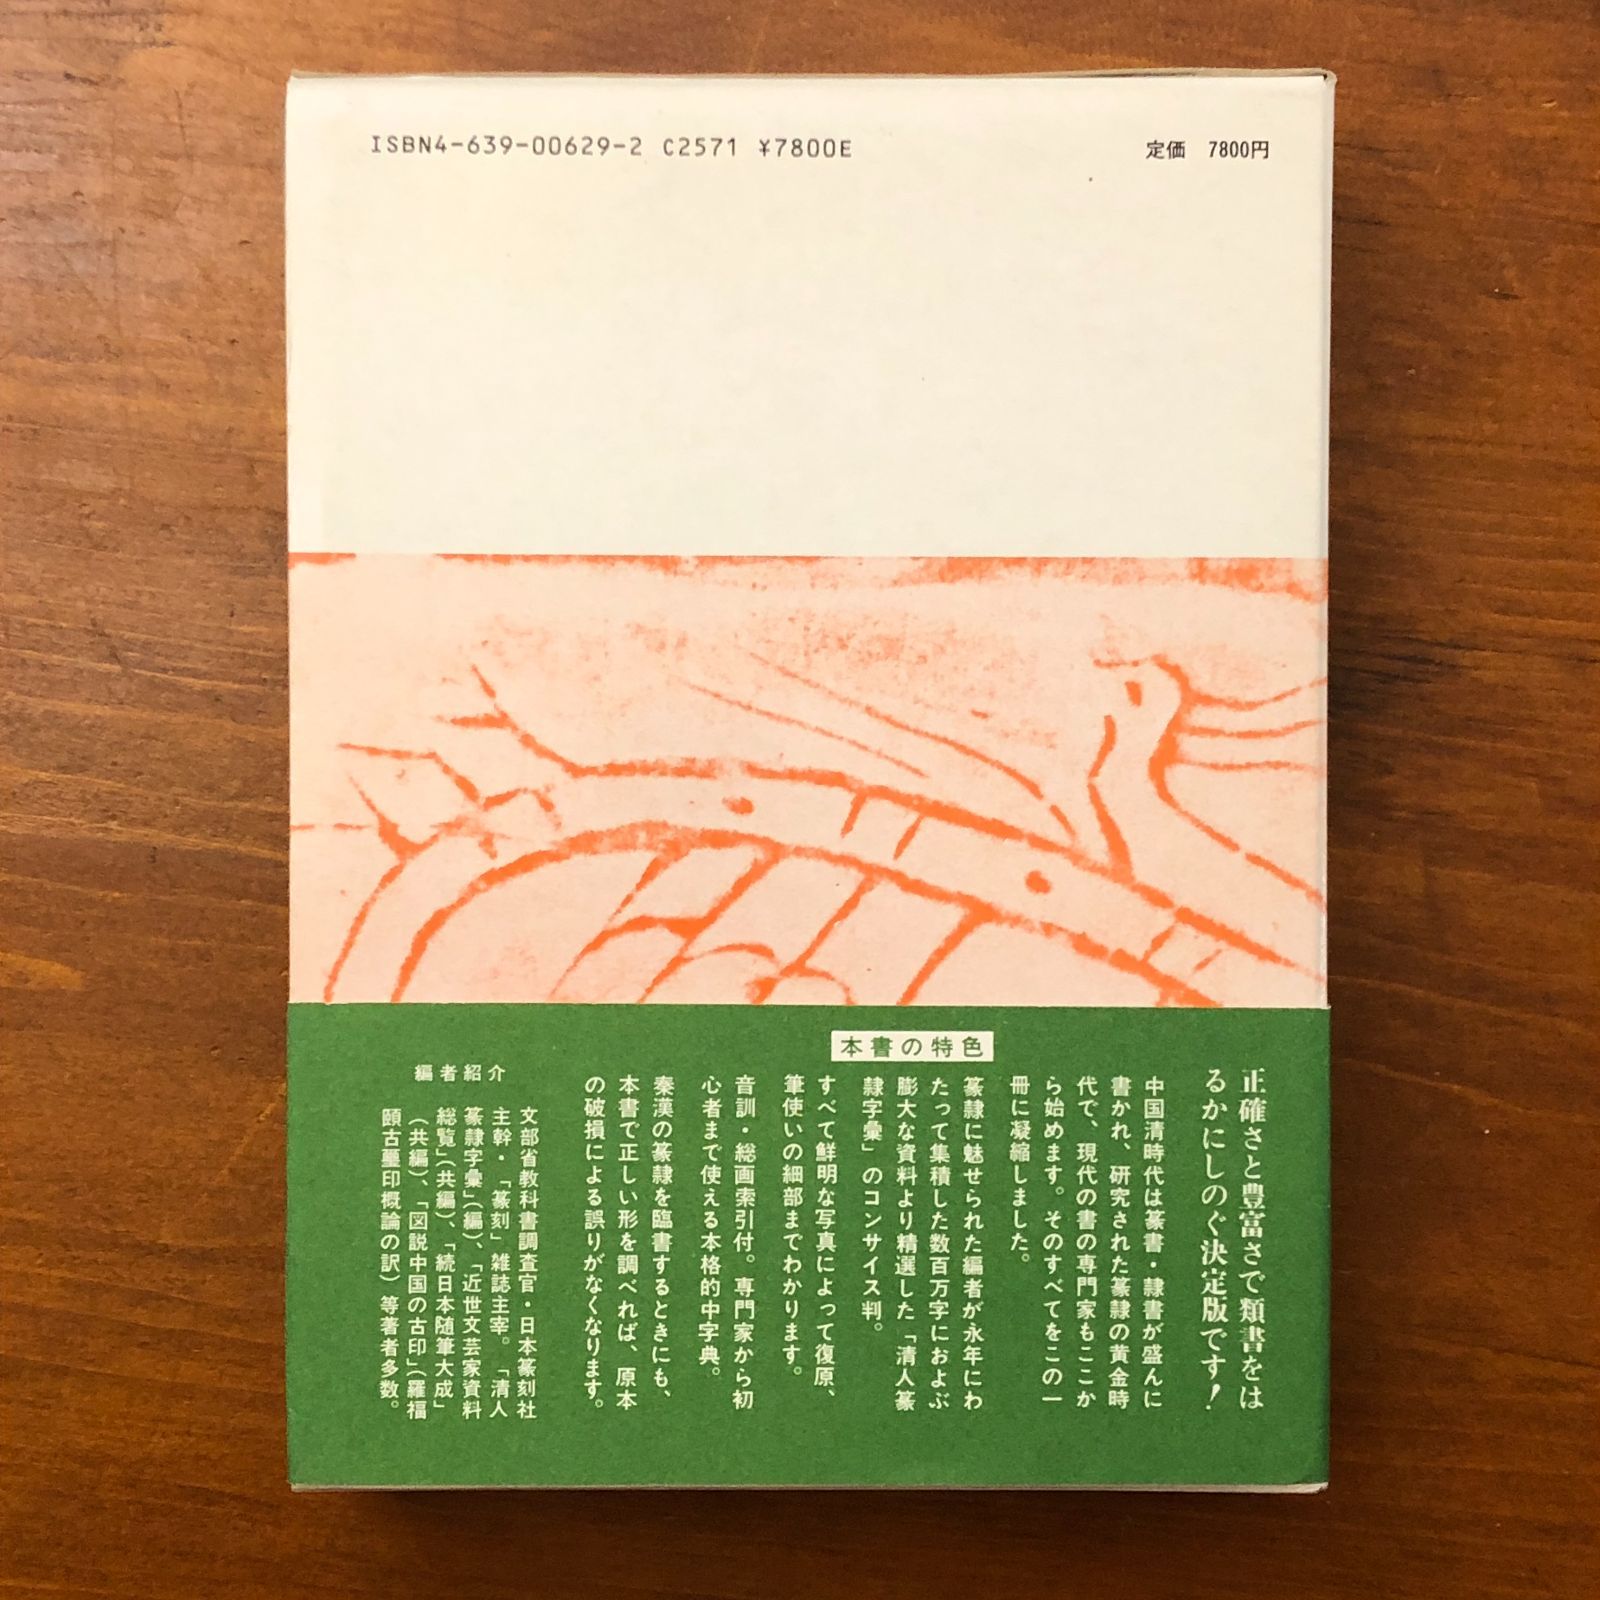 ISBN4-639-00629-2 C2571 ¥7800E
定価 7800円
正確さと豊富さで類書をは
るかにしのぐ決定版です!
中国清時代は篆書・隷書が盛んに
書かれ、研究された篆隷の黄金時
代で、現代の書の専門家もここか
ら始めます。そのすべてをこの一
冊に凝縮しました。
本書の特色
篆隷に魅せられた編者が永年にわ
たって集積した数百万字におよぶ
膨大な資料より精選した「清人篆
隷字彙」のコンサイス判。
すべて鮮明な写真によって復原、
筆使いの細部までわかります。
音訓・総画索引付。専門家から初
心者まで使える本格的中字典。
秦漢の篆隷を臨書するときにも、
本書で正しい形を調べれば、原本
の破損による誤りがなくなります。
編者紹介
文部省教科書調査官・日本篆刻社
主幹・「篆刻」雑誌主宰。「清人
篆隷字彙」(編)、「近世文芸家資料
総覧」(共編)、「続日本随筆大成」
(共編)、「図説中国の古印」(羅福
頤古璽印概論の訳)等著者多数。